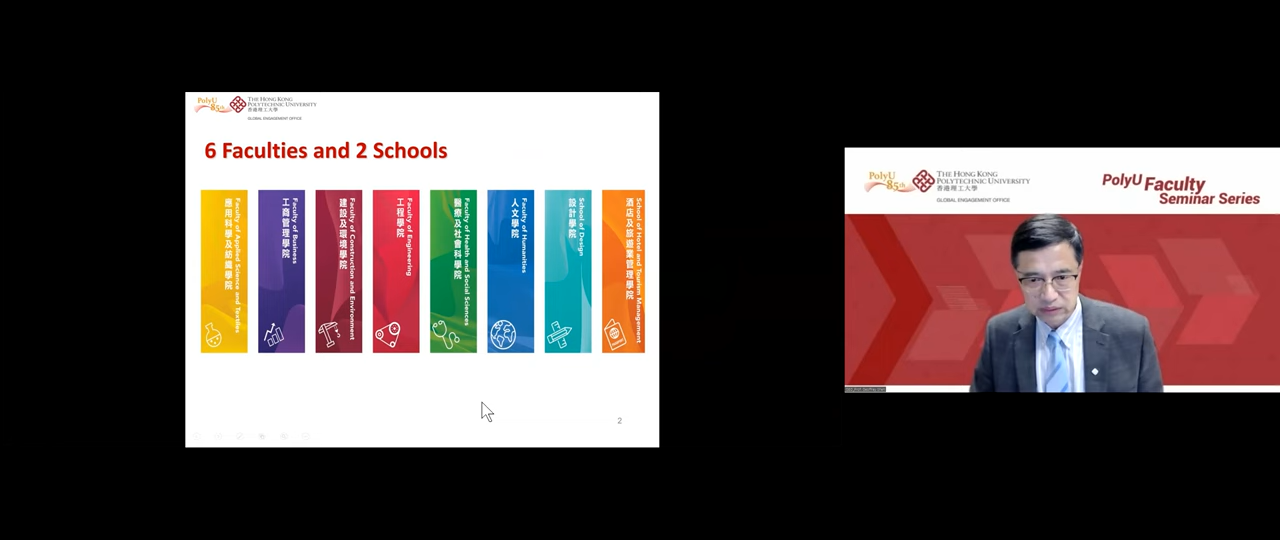 PolyU
85th
THE HONG KONG
POLYTECHNIC UNIVERSITY
香港理工大學
GLOBAL ENGAGEMENT OFFICE
6 Faculties and 2 Schools
Faculty of Applied Science and Textiles
應用科學及紡織學院
Faculty of Business
工商管理學院
Faculty of Construction and Environment
建設及環境學院
Faculty of Engineering
工程學院
Faculty of Health and Social Sciences
醫療及社會科學院
Faculty of Humanities
人文學院
School of Design
設計學院
School of Hotel and Tourism Management
酒店及旅遊業管理學院
2
PolyU
85th
THE HONG KONG
POLYTECHNIC UNIVERSITY
香港理工大學
GLOBAL ENGAGEMENT OFFICE
PolyU Faculty
Seminar Series